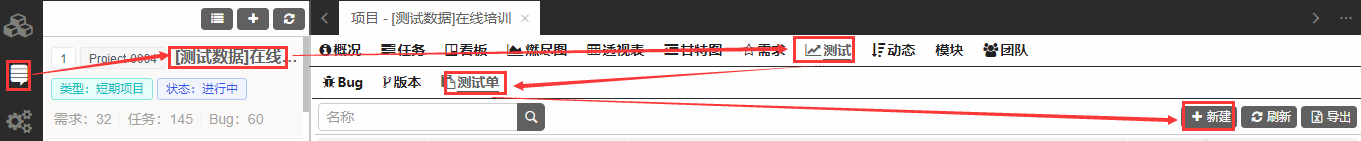 项目 - [测试数据]在线培训
1 Project 0004 [测试数据]在线...
概况 任务 看板 燃尽图 透视表 甘特图 需求 测试 动态 模块 团队
类型：短期项目 状态：进行中
Bug 版本 测试单
需求：32 任务：145 Bug：60
名称 新建 刷新 导出